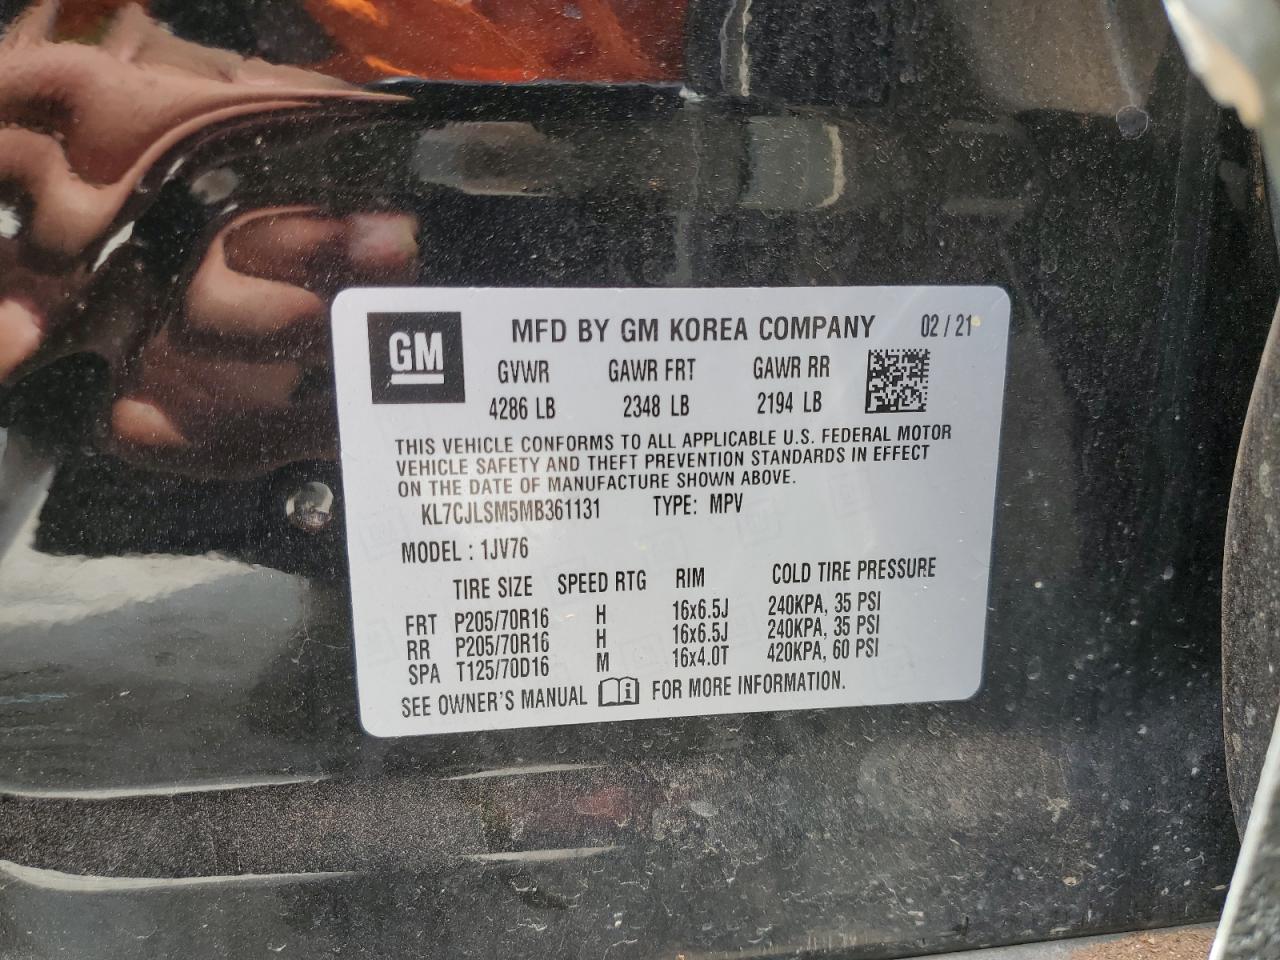 GM MFD BY GM KOREA COMPANY 02 / 21
GVWR GAWR FRT GAWR RR
4286 LB 2348 LB 2194 LB
THIS VEHICLE CONFORMS TO ALL APPLICABLE U.S. FEDERAL MOTOR
VEHICLE SAFETY AND THEFT PREVENTION STANDARDS IN EFFECT
ON THE DATE OF MANUFACTURE SHOWN ABOVE.
KL7CJLSM5MB361131 TYPE: MPV
MODEL : 1JV76
TIRE SIZE SPEED RTG RIM COLD TIRE PRESSURE
FRT P205/70R16 H 16x6.5J 240KPA, 35 PSI
RR P205/70R16 H 16x6.5J 240KPA, 35 PSI
SPA T125/70D16 M 16x4.0T 420KPA, 60 PSI
SEE OWNER'S MANUAL FOR MORE INFORMATION.